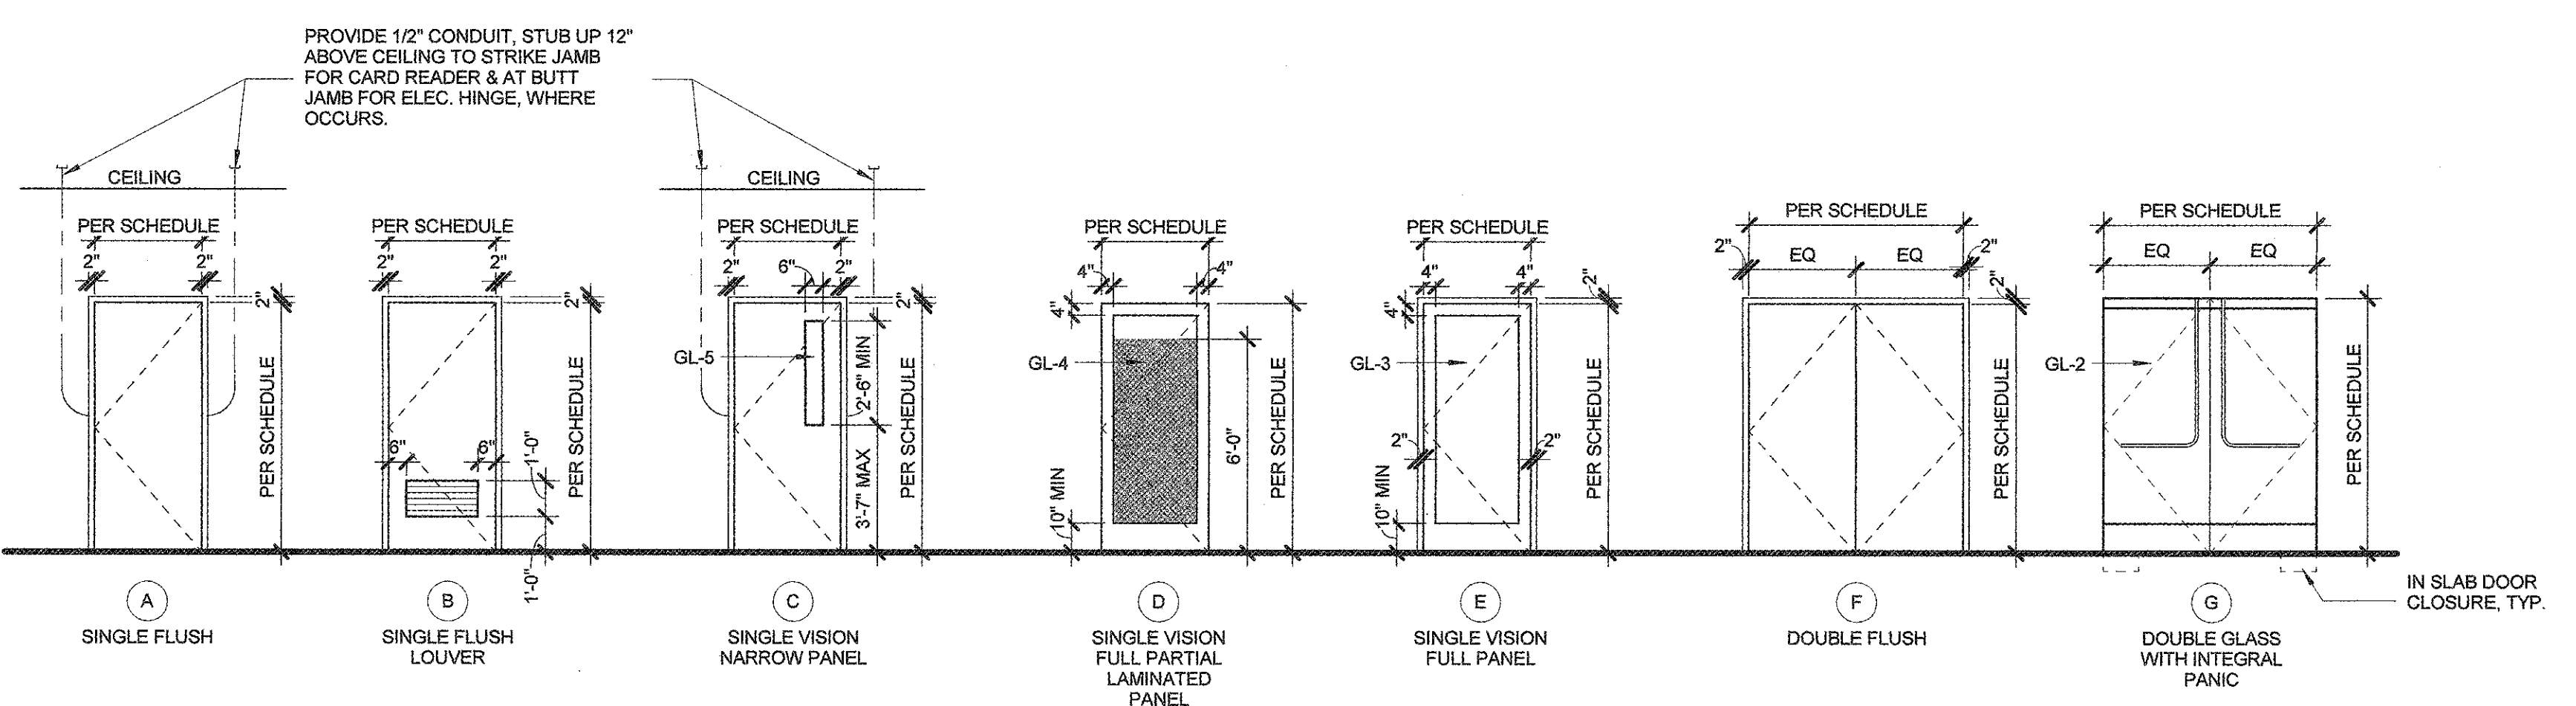 PROVIDE 1/2" CONDUIT, STUB UP 12"
ABOVE CEILING TO STRIKE JAMB
FOR CARD READER & AT BUTT
JAMB FOR ELEC. HINGE, WHERE
OCCURS.
CEILING
PER SCHEDULE
2"
2"
2"
PER SCHEDULE
A
SINGLE FLUSH
PER SCHEDULE
2"
2"
2"
6"
6"
1'-0"
1'-0"
PER SCHEDULE
B
SINGLE FLUSH
LOUVER
CEILING
PER SCHEDULE
2"
6"
2"
2"
GL-5
2'-6" MIN
3'-7" MAX
PER SCHEDULE
C
SINGLE VISION
NARROW PANEL
PER SCHEDULE
4"
4"
4"
GL-4
6'-0"
10" MIN
PER SCHEDULE
D
SINGLE VISION
FULL PARTIAL
LAMINATED
PANEL
PER SCHEDULE
4"
4"
2"
4"
GL-3
2"
2"
10" MIN
PER SCHEDULE
E
SINGLE VISION
FULL PANEL
PER SCHEDULE
2"
EQ
EQ
2"
2"
PER SCHEDULE
F
DOUBLE FLUSH
PER SCHEDULE
EQ
EQ
GL-2
PER SCHEDULE
IN SLAB DOOR
CLOSURE, TYP.
G
DOUBLE GLASS
WITH INTEGRAL
PANIC